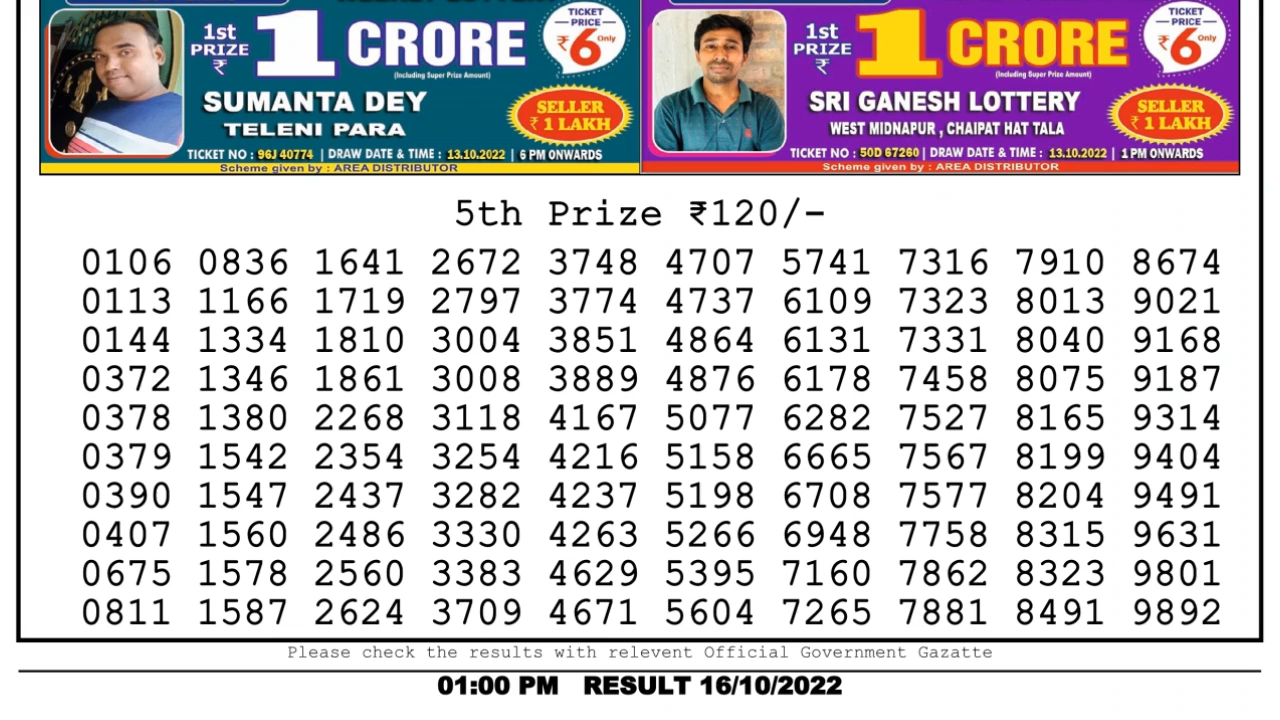 1st PRIZE ₹ 1 CRORE
(Including Super Prize Amount)
TICKET PRICE ₹6 Only
SUMANTA DEY
TELENI PARA
SELLER ₹ 1 LAKH
TICKET NO : 96J 40774 | DRAW DATE & TIME : 13.10.2022 | 6 PM ONWARDS
Scheme given by : AREA DISTRIBUTOR
1st PRIZE ₹ 1 CRORE
(Including Super Prize Amount)
TICKET PRICE ₹6 Only
SRI GANESH LOTTERY
WEST MIDNAPUR , CHAIPAT HAT TALA
SELLER ₹ 1 LAKH
TICKET NO : 50D 67260 | DRAW DATE & TIME : 13.10.2022 | 1 PM ONWARDS
Scheme given by : AREA DISTRIBUTOR
5th Prize ₹120/-
0106 0836 1641 2672 3748 4707 5741 7316 7910 8674
0113 1166 1719 2797 3774 4737 6109 7323 8013 9021
0144 1334 1810 3004 3851 4864 6131 7331 8040 9168
0372 1346 1861 3008 3889 4876 6178 7458 8075 9187
0378 1380 2268 3118 4167 5077 6282 7527 8165 9314
0379 1542 2354 3254 4216 5158 6665 7567 8199 9404
0390 1547 2437 3282 4237 5198 6708 7577 8204 9491
0407 1560 2486 3330 4263 5266 6948 7758 8315 9631
0675 1578 2560 3383 4629 5395 7160 7862 8323 9801
0811 1587 2624 3709 4671 5604 7265 7881 8491 9892
Please check the results with relevent Official Government Gazatte
01:00 PM RESULT 16/10/2022